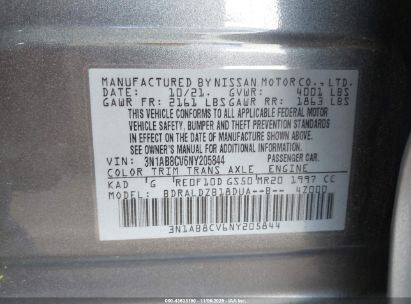 MANUFACTURED BY NISSAN MOTOR CO., LTD.
DATE: 10/21. GVWR: 4001 LBS
GAWR FR: 2161 LBS GAWR RR: 1863 LBS
THIS VEHICLE CONFORMS TO ALL APPLICABLE FEDERAL MOTOR
VEHICLE SAFETY, BUMPER AND THEFT PREVENTION STANDARDS
IN EFFECT ON THE DATE OF MANUFACTURE SHOWN ABOVE.
SEE OWNER'S MANUAL FOR ADDITIONAL INFORMATION.
VIN: 3N1AB8CV6NY205844 PASSENGER CAR.
COLOR TRIM TRANS AXLE ENGINE
KAD G RE0F10D GS50 MR20 1997 CC
MODEL: BDRALDZB18DUA--B-- 4Z000
3N1AB8CV6NY205844